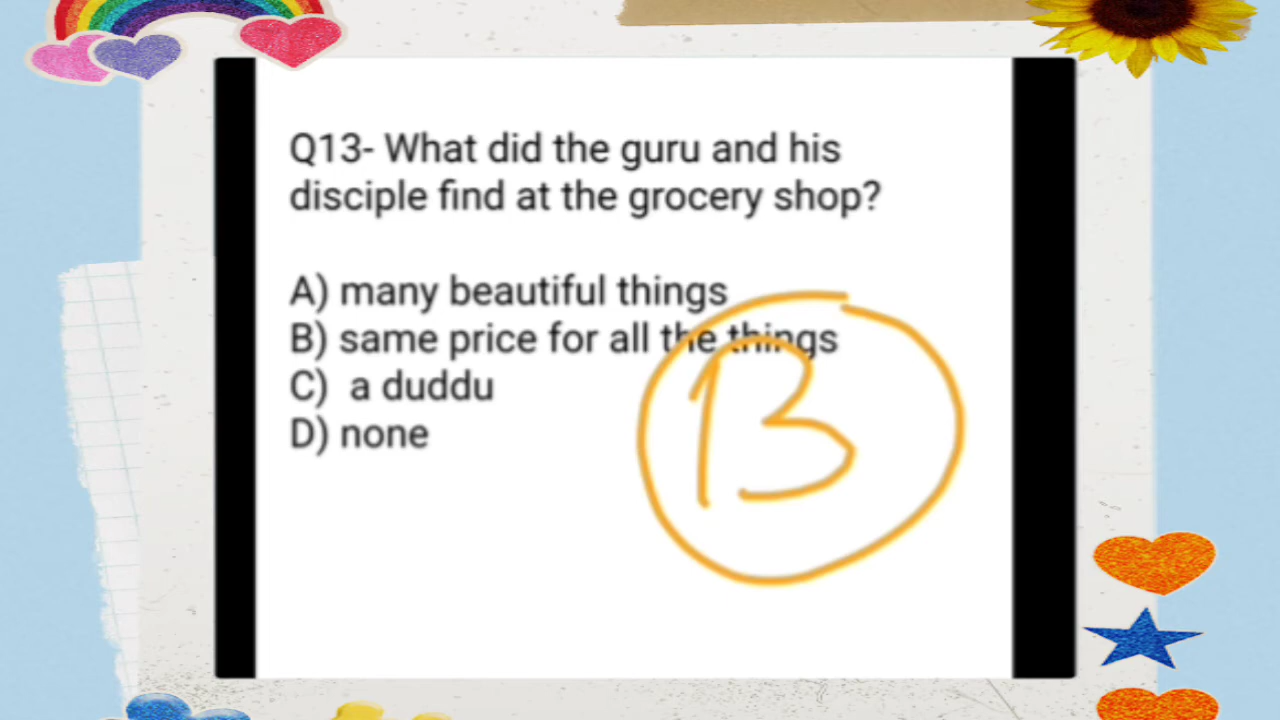 Q13- What did the guru and his
disciple find at the grocery shop?
A) many beautiful things
B) same price for all the things
C) a duddu
D) none
B